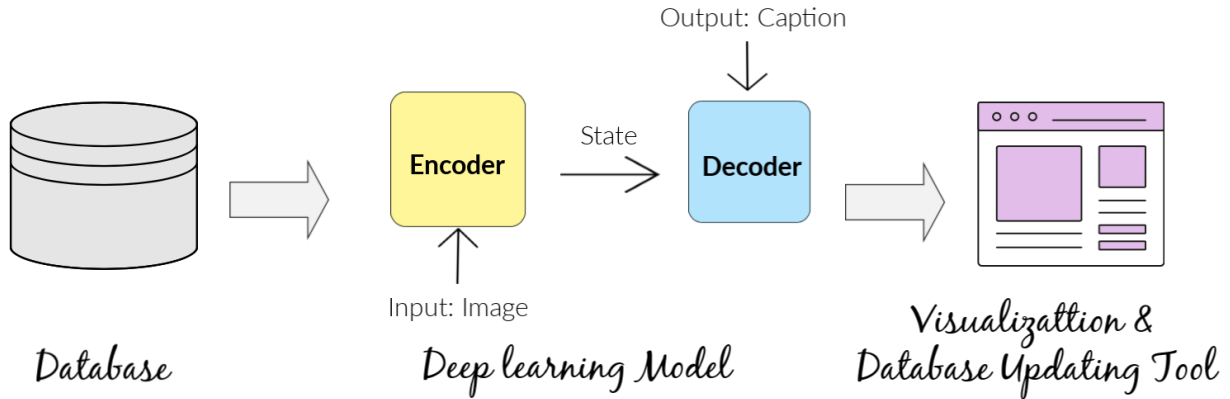 Output: Caption
Encoder
State
Decoder
Input: Image
Database
Deep learning Model
Visualizattion &
Database Updating Tool